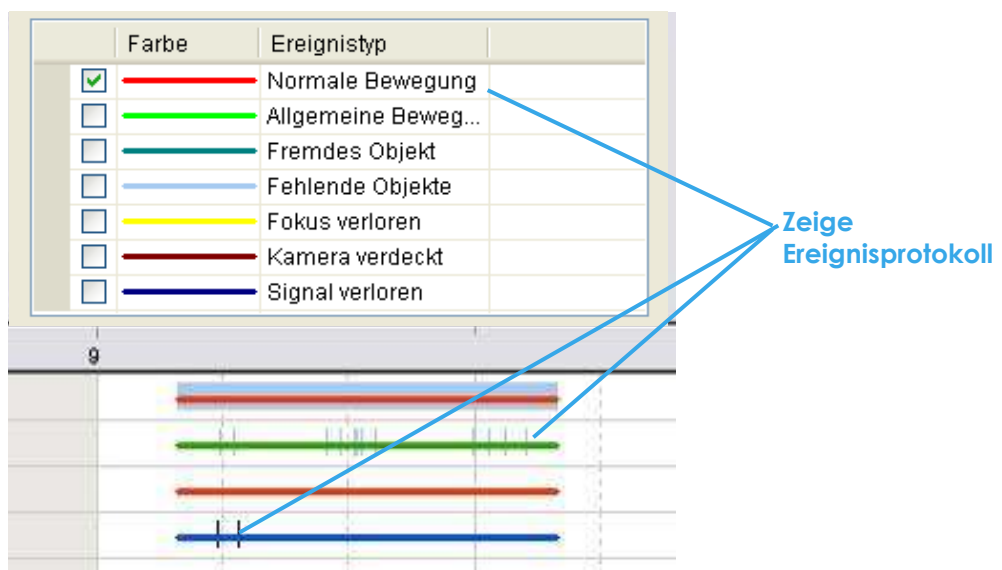 Farbe Ereignistyp
Normale Bewegung
Allgemeine Beweg...
Fremdes Objekt
Fehlende Objekte
Fokus verloren
Kamera verdeckt
Signal verloren
Zeige
Ereignisprotokoll
9